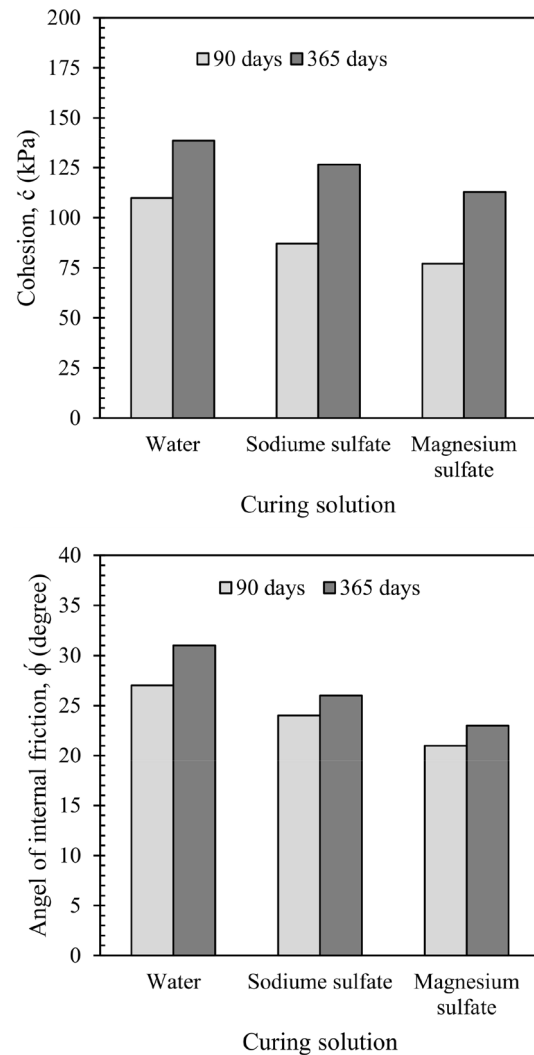 200
175
150
125
100
75
50
25
0
Cohesion, ć (kPa)
90 days 365 days
Water Sodiume sulfate Magnesium
sulfate
Curing solution
40
35
30
25
20
15
10
5
0
Angel of internal friction, ϕ́ (degree)
90 days 365 days
Water Sodiume sulfate Magnesium
sulfate
Curing solution